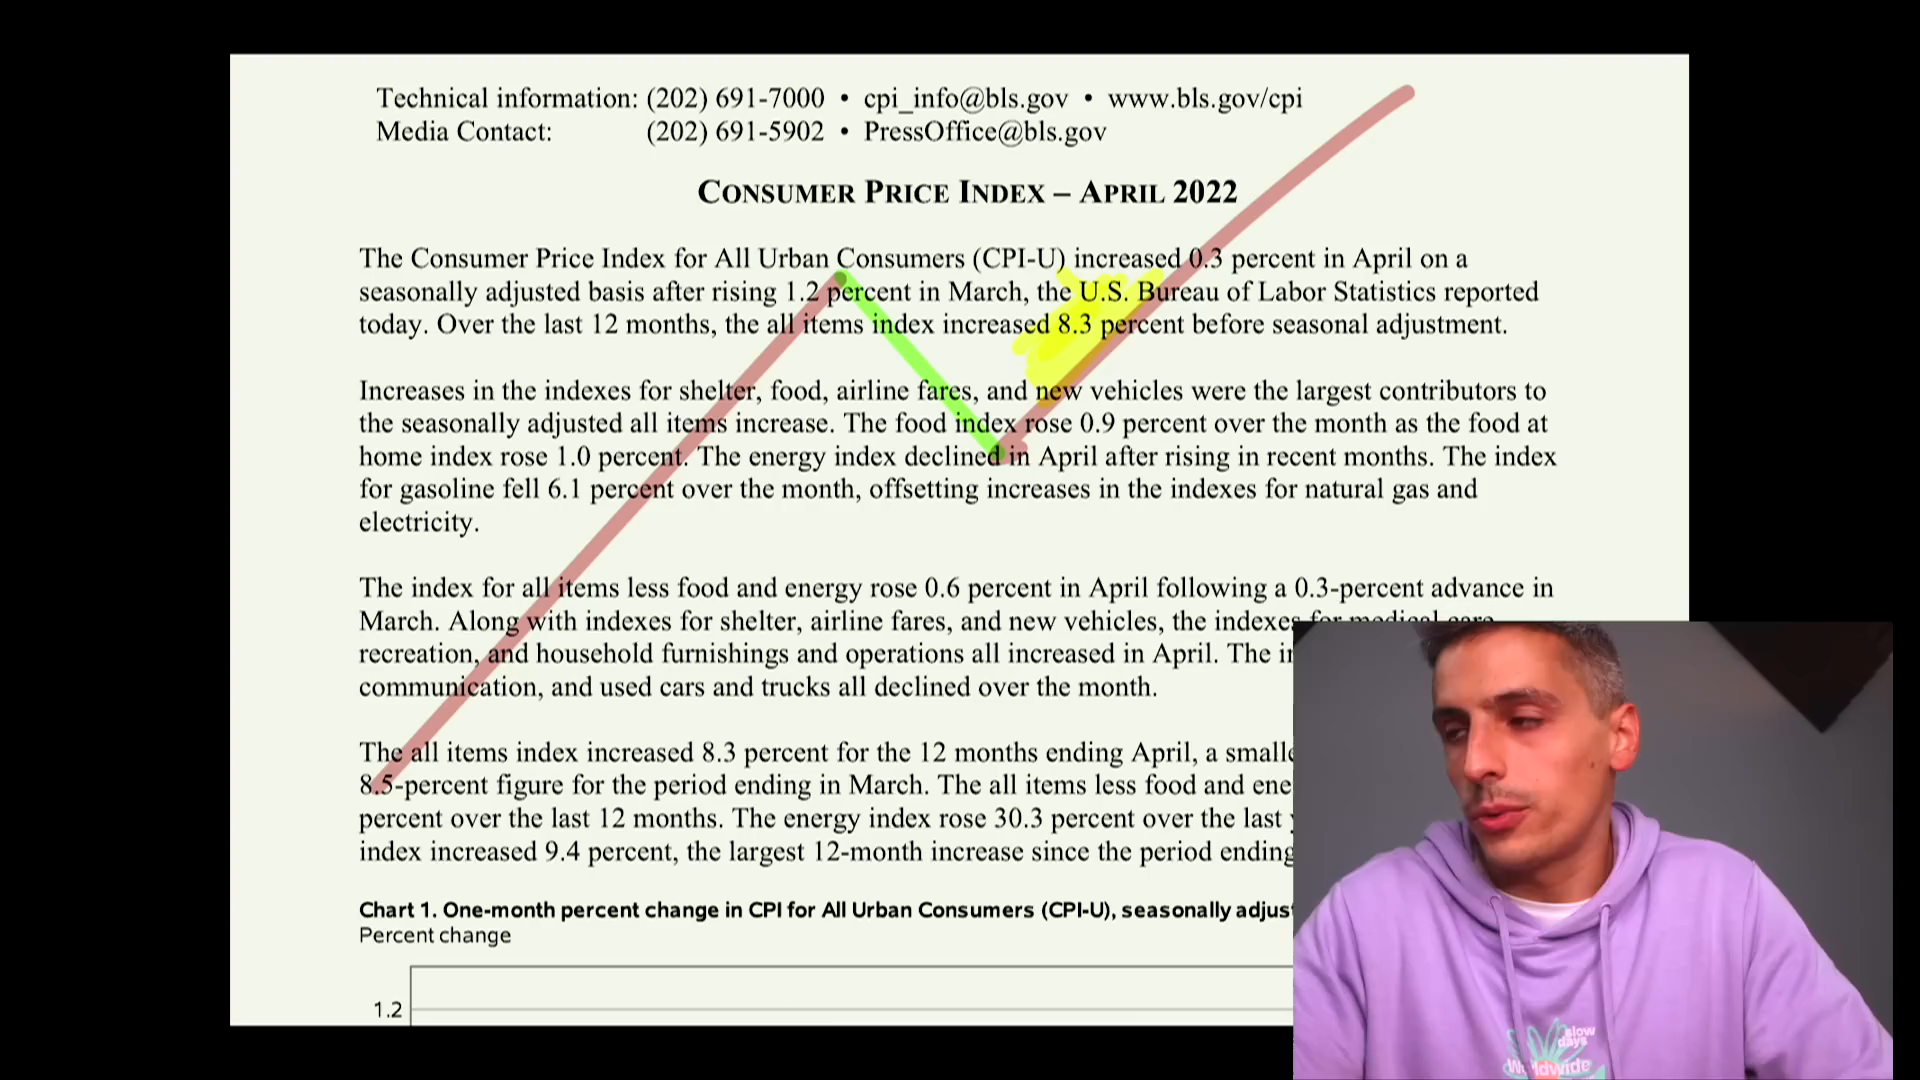 Technical information: (202) 691-7000 • cpi_info@bls.gov • www.bls.gov/cpi
Media Contact: (202) 691-5902 • PressOffice@bls.gov
CONSUMER PRICE INDEX – APRIL 2022
The Consumer Price Index for All Urban Consumers (CPI-U) increased 0.3 percent in April on a
seasonally adjusted basis after rising 1.2 percent in March, the U.S. Bureau of Labor Statistics reported
today. Over the last 12 months, the all items index increased 8.3 percent before seasonal adjustment.
Increases in the indexes for shelter, food, airline fares, and new vehicles were the largest contributors to
the seasonally adjusted all items increase. The food index rose 0.9 percent over the month as the food at
home index rose 1.0 percent. The energy index declined in April after rising in recent months. The index
for gasoline fell 6.1 percent over the month, offsetting increases in the indexes for natural gas and
electricity.
The index for all items less food and energy rose 0.6 percent in April following a 0.3-percent advance in
March. Along with indexes for shelter, airline fares, and new vehicles, the indexes for medical care
recreation, and household furnishings and operations all increased in April. The
communication, and used cars and trucks all declined over the month.
The all items index increased 8.3 percent for the 12 months ending April, a
8.5-percent figure for the period ending in March. The all items less food and
percent over the last 12 months. The energy index rose 30.3 percent over the last
index increased 9.4 percent, the largest 12-month increase since the period ending
Chart 1. One-month percent change in CPI for All Urban Consumers (CPI-U), seasonally
Percent change
1.2
slow
days
Worldwide